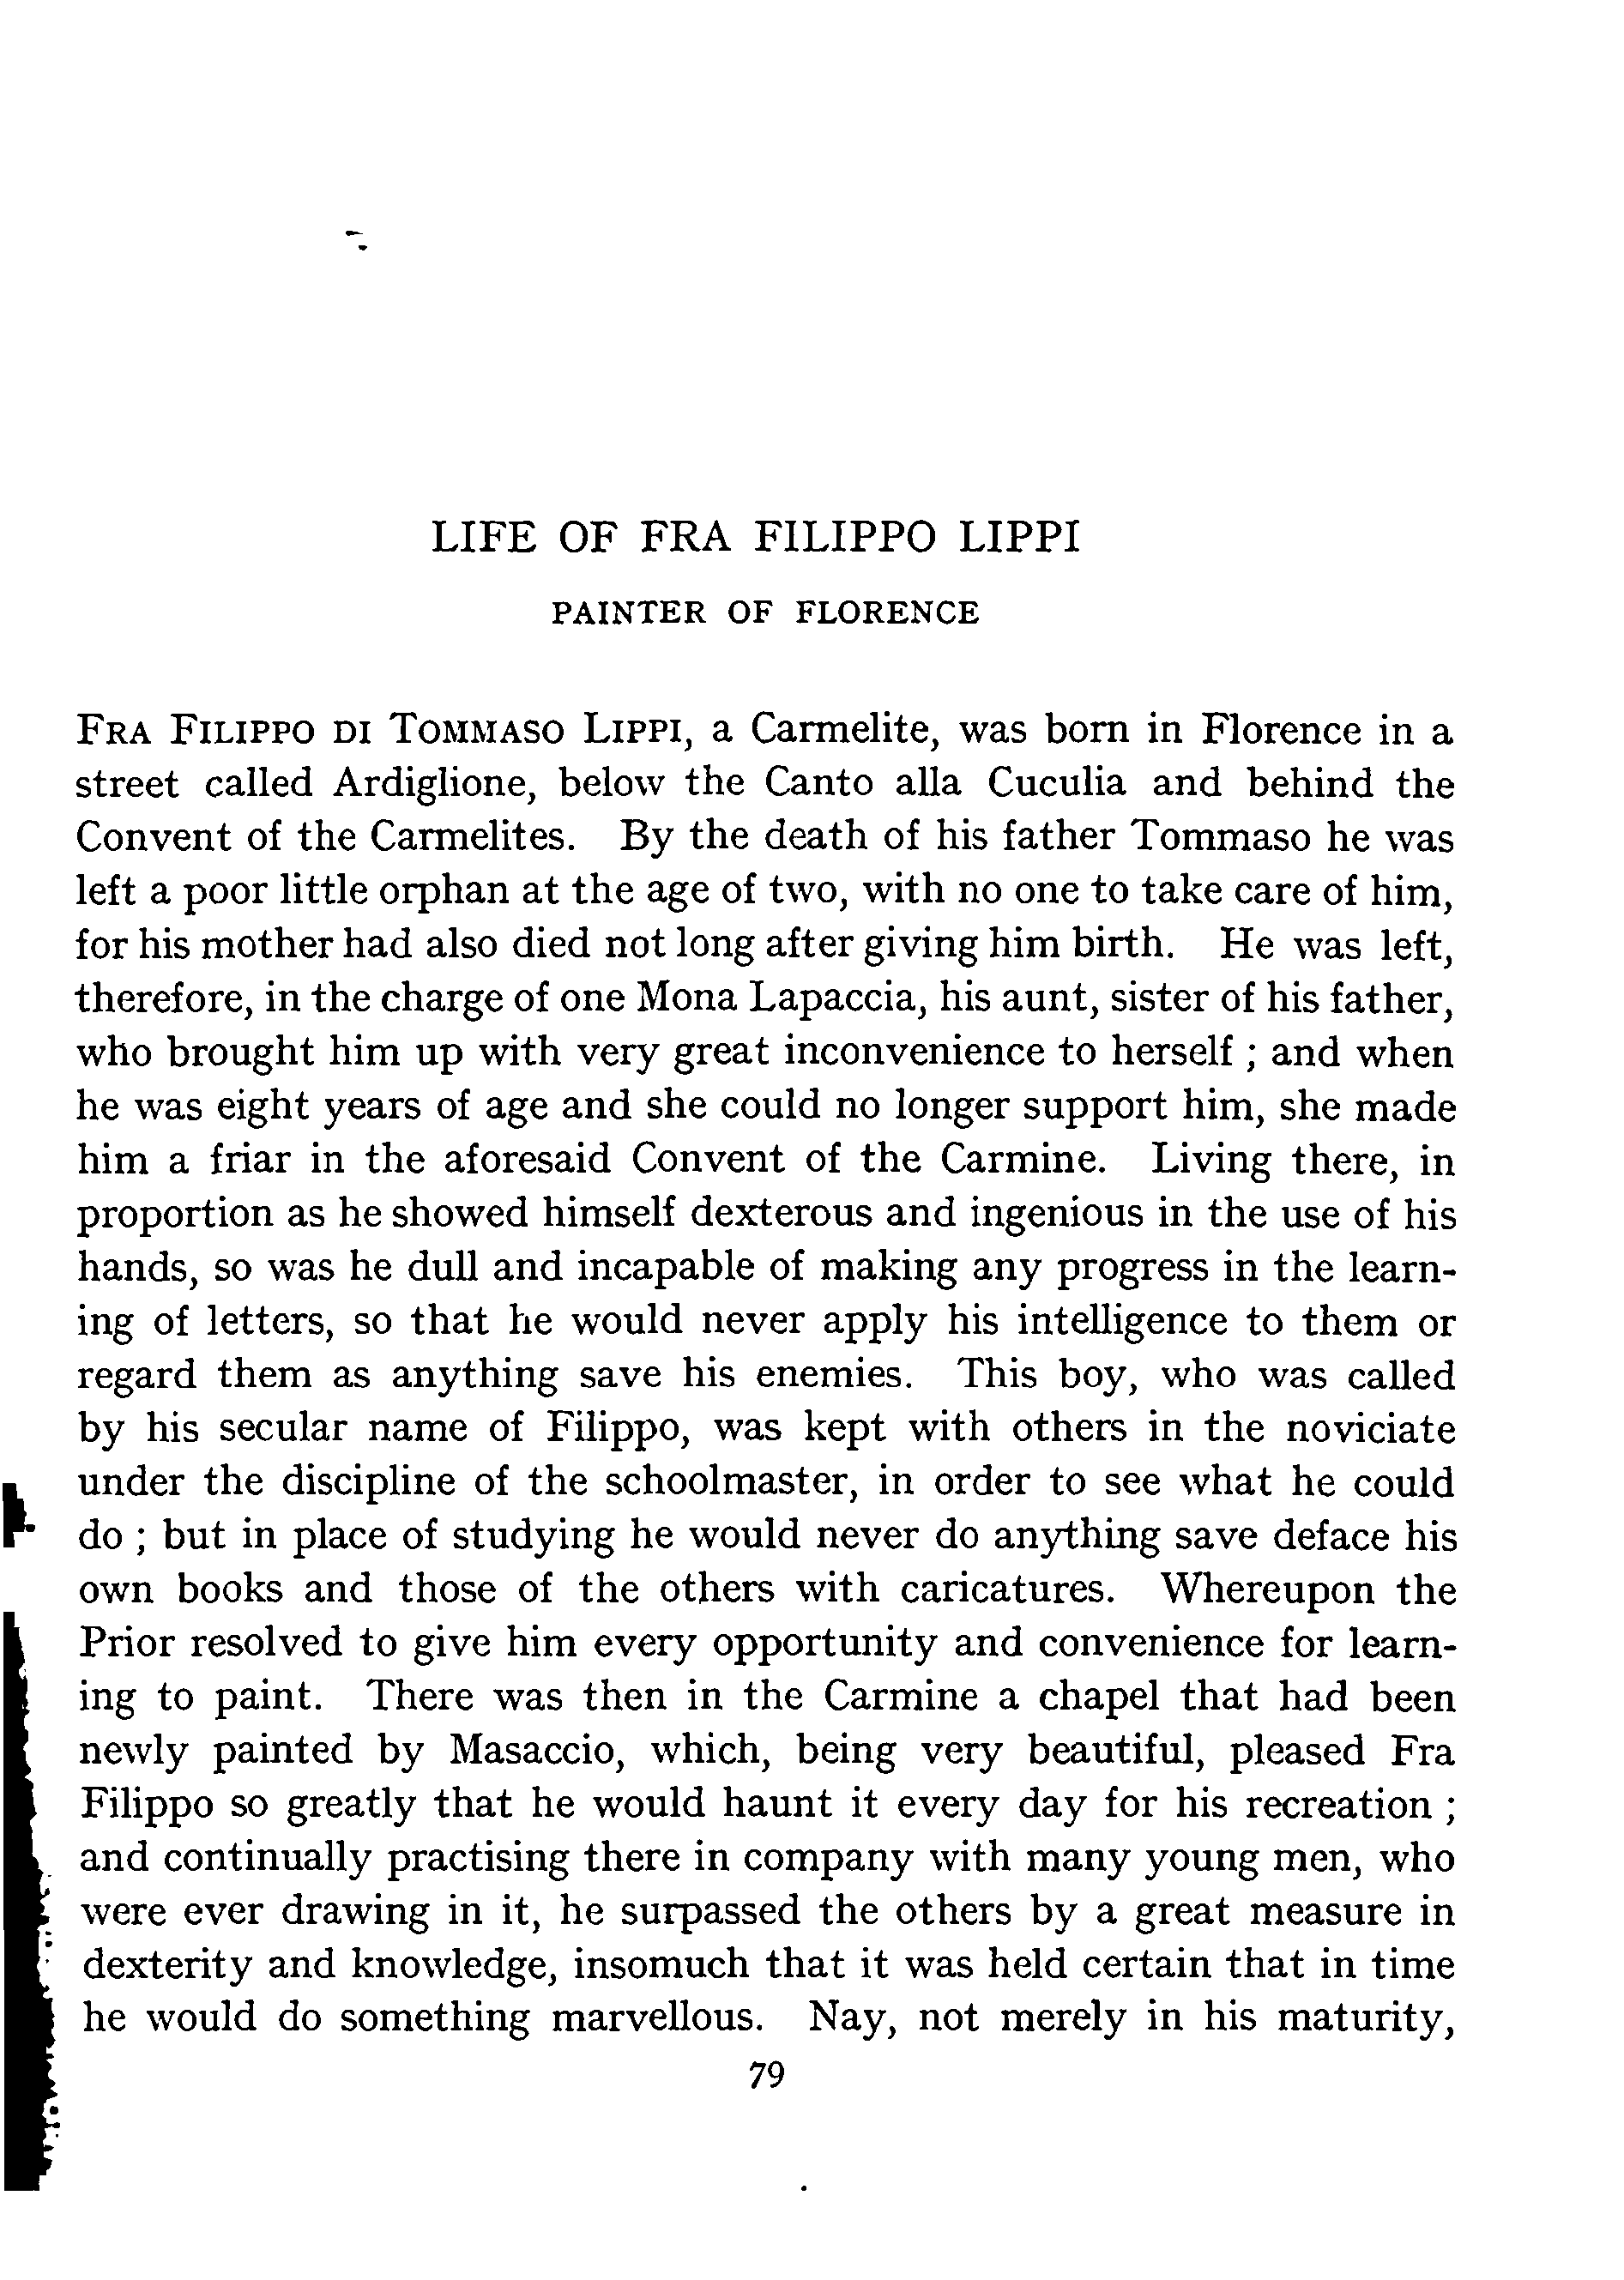 LIFE OF FRA FILIPPO LIPPI
PAINTER OF FLORENCE
FRA FILIPPO DI TOMMASO LIPPI, a Carmelite, was born in Florence in a
street called Ardiglione, below the Canto alla Cuculia and behind the
Convent of the Carmelites. By the death of his father Tommaso he was
left a poor little orphan at the age of two, with no one to take care of him,
for his mother had also died not long after giving him birth. He was left,
therefore, in the charge of one Mona Lapaccia, his aunt, sister of his father,
who brought him up with very great inconvenience to herself ; and when
he was eight years of age and she could no longer support him, she made
him a friar in the aforesaid Convent of the Carmine. Living there, in
proportion as he showed himself dexterous and ingenious in the use of his
hands, so was he dull and incapable of making any progress in the learn-
ing of letters, so that he would never apply his intelligence to them or
regard them as anything save his enemies. This boy, who was called
by his secular name of Filippo, was kept with others in the noviciate
under the discipline of the schoolmaster, in order to see what he could
do ; but in place of studying he would never do anything save deface his
own books and those of the others with caricatures. Whereupon the
Prior resolved to give him every opportunity and convenience for learn-
ing to paint. There was then in the Carmine a chapel that had been
newly painted by Masaccio, which, being very beautiful, pleased Fra
Filippo so greatly that he would haunt it every day for his recreation ;
and continually practising there in company with many young men, who
were ever drawing in it, he surpassed the others by a great measure in
dexterity and knowledge, insomuch that it was held certain that in time
he would do something marvellous. Nay, not merely in his maturity,
79